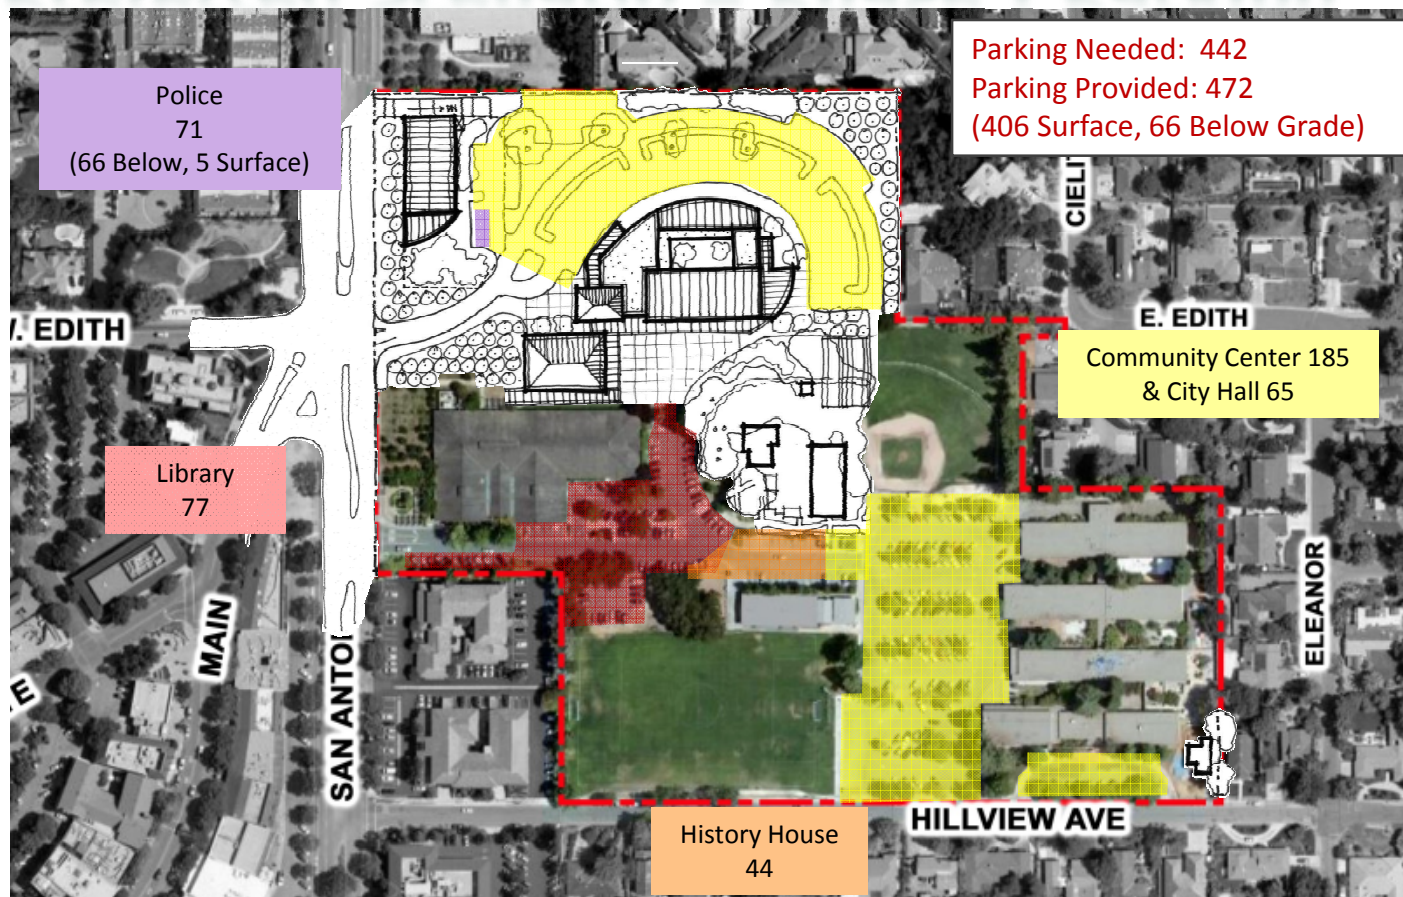 Parking Needed: 442
Parking Provided: 472
(406 Surface, 66 Below Grade)
Police
71
(66 Below, 5 Surface)
CIELIT
W. EDITH
E. EDITH
Community Center 185
& City Hall 65
Library
77
ELEANOR
MAIN
SAN ANTO
HILLVIEW AVE
History House
44